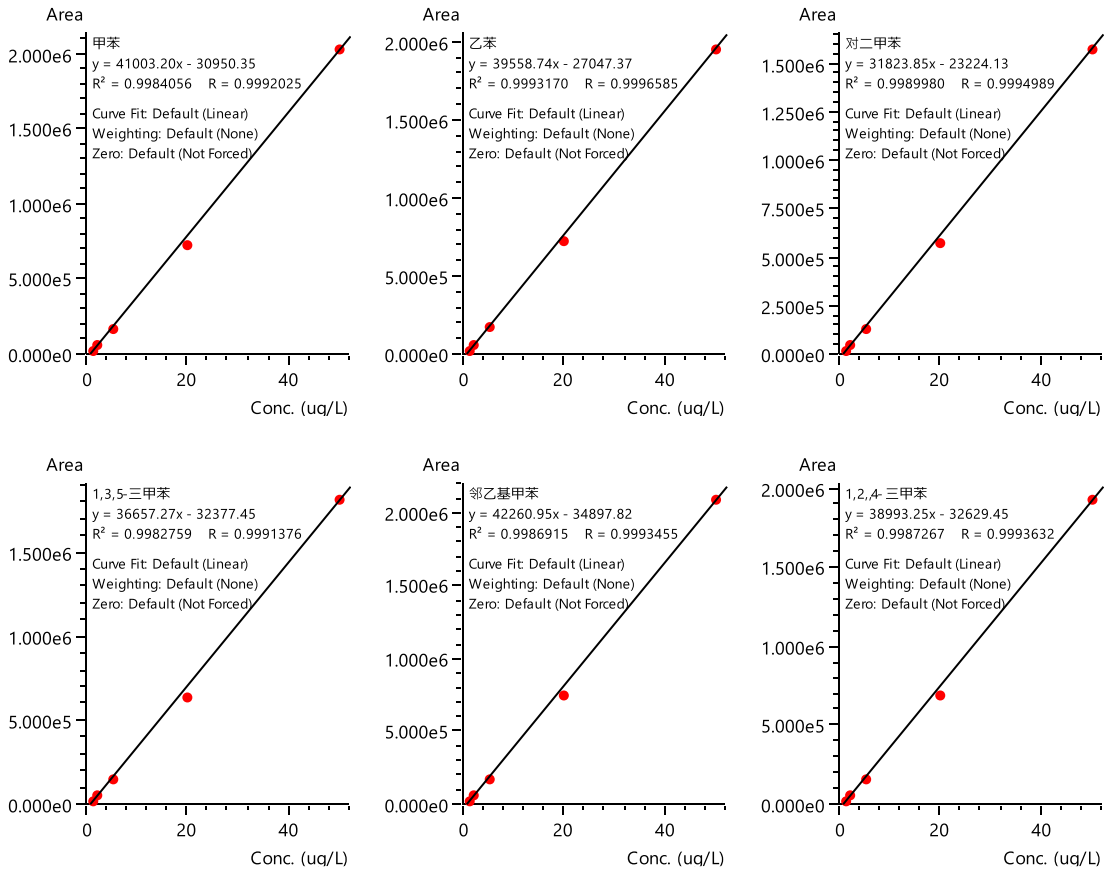 Area
甲苯
y = 41003.20x - 30950.35
R² = 0.9984056 R = 0.9992025
Curve Fit: Default (Linear)
Weighting: Default (None)
Zero: Default (Not Forced)
2.000e6
1.500e6
1.000e6
5.000e5
0.000e0
0 20 40
Conc. (ug/L)
Area
乙苯
y = 39558.74x - 27047.37
R² = 0.9993170 R = 0.9996585
Curve Fit: Default (Linear)
Weighting: Default (None)
Zero: Default (Not Forced)
2.000e6
1.500e6
1.000e6
5.000e5
0.000e0
0 20 40
Conc. (ug/L)
Area
对二甲苯
y = 31823.85x - 23224.13
R² = 0.9989980 R = 0.9994989
Curve Fit: Default (Linear)
Weighting: Default (None)
Zero: Default (Not Forced)
1.500e6
1.250e6
1.000e6
7.500e5
5.000e5
2.500e5
0.000e0
0 20 40
Conc. (ug/L)
Area
1,3,5-三甲苯
y = 36657.27x - 32377.45
R² = 0.9982759 R = 0.9991376
Curve Fit: Default (Linear)
Weighting: Default (None)
Zero: Default (Not Forced)
1.500e6
1.000e6
5.000e5
0.000e0
0 20 40
Conc. (ug/L)
Area
邻乙基甲苯
y = 42260.95x - 34897.82
R² = 0.9986915 R = 0.9993455
Curve Fit: Default (Linear)
Weighting: Default (None)
Zero: Default (Not Forced)
2.000e6
1.500e6
1.000e6
5.000e5
0.000e0
0 20 40
Conc. (ug/L)
Area
1,2,4- 三甲苯
y = 38993.25x - 32629.45
R² = 0.9987267 R = 0.9993632
Curve Fit: Default (Linear)
Weighting: Default (None)
Zero: Default (Not Forced)
2.000e6
1.500e6
1.000e6
5.000e5
0.000e0
0 20 40
Conc. (ug/L)